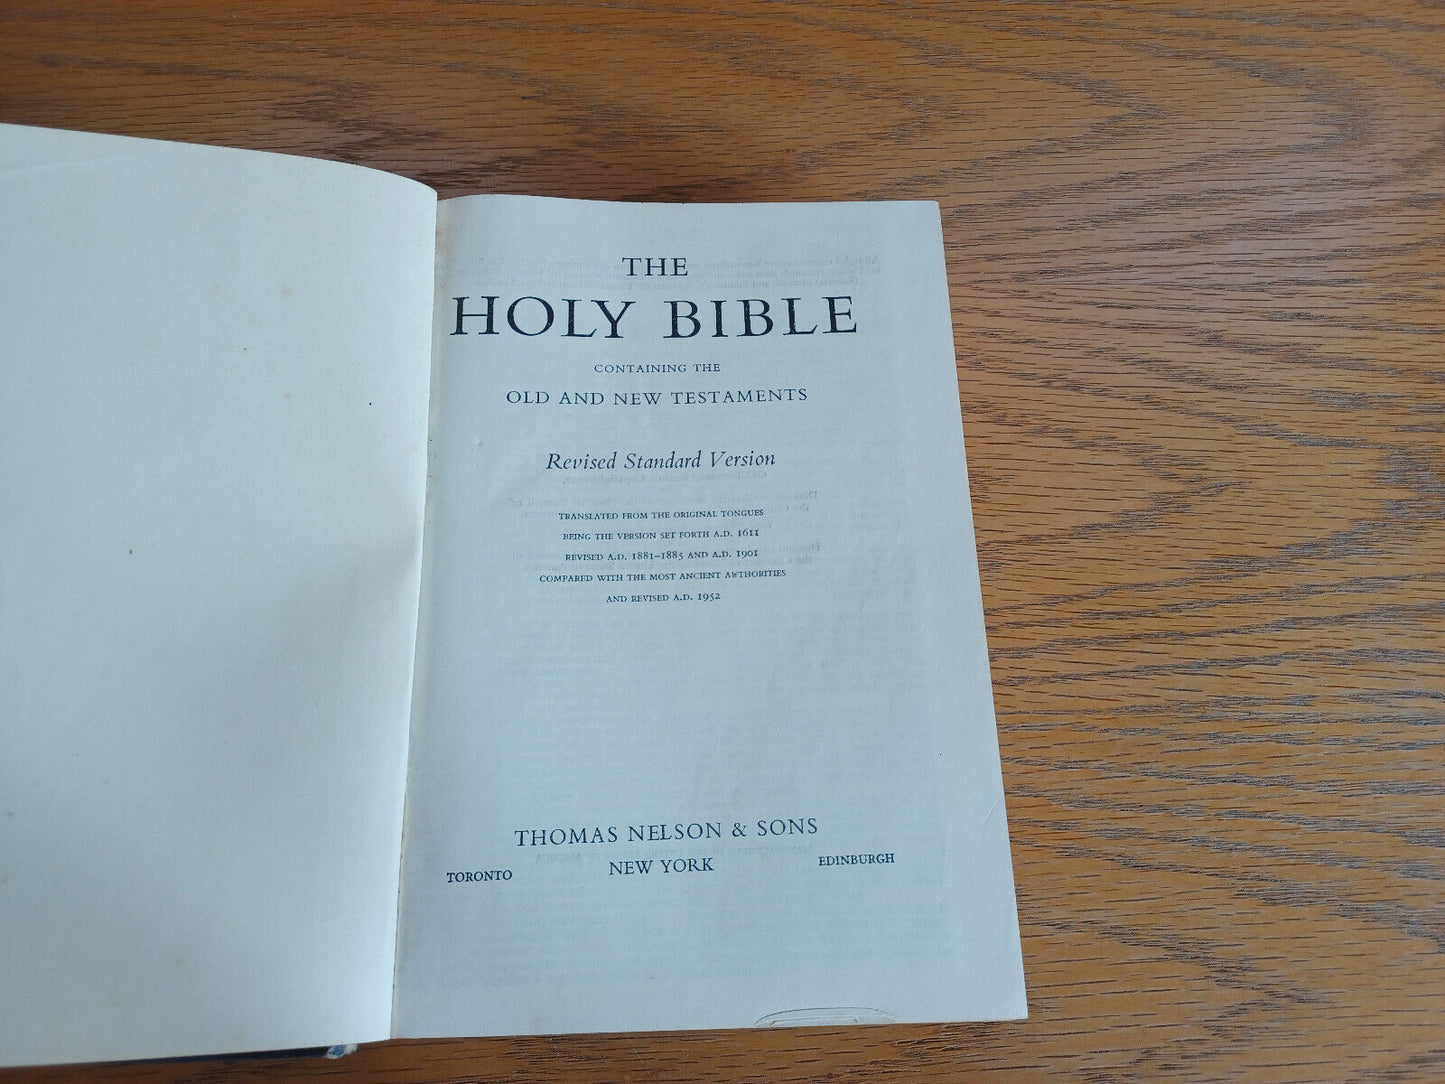 THE
HOLY BIBLE
CONTAINING THE
OLD AND NEW TESTAMENTS
Revised Standard Version
TRANSLATED FROM THE ORIGINAL TONGUES
BEING THE VERSION SET FORTH A.D. 1611
REVISED A.D. 1881–1885 AND A.D. 1901
COMPARED WITH THE MOST ANCIENT AUTHORITIES
AND REVISED A.D. 1952
THOMAS NELSON & SONS
TORONTO NEW YORK EDINBURGH